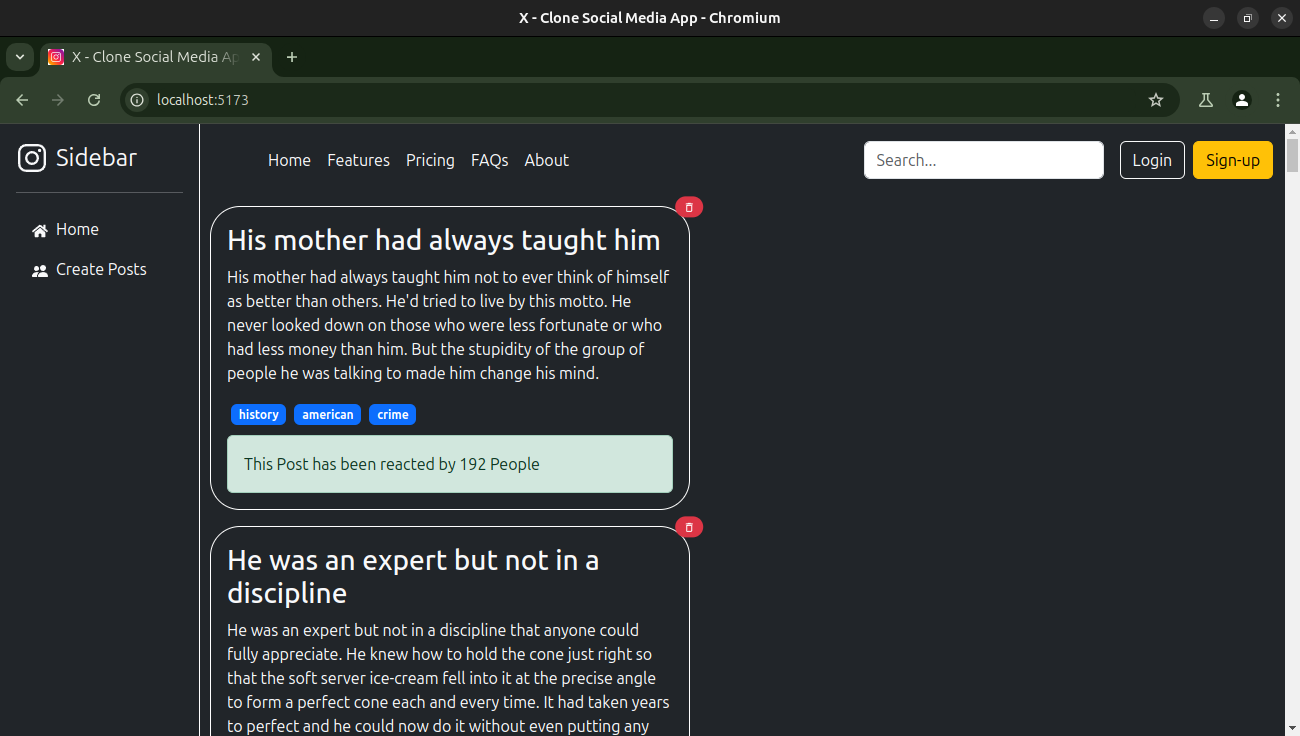 X - Clone Social Media App - Chromium
X - Clone Social Media Ap
localhost:5173
Sidebar
Home
Create Posts
Home Features Pricing FAQs About
Search...
Login
Sign-up
His mother had always taught him
His mother had always taught him not to ever think of himself
as better than others. He'd tried to live by this motto. He
never looked down on those who were less fortunate or who
had less money than him. But the stupidity of the group of
people he was talking to made him change his mind.
history american crime
This Post has been reacted by 192 People
He was an expert but not in a
discipline
He was an expert but not in a discipline that anyone could
fully appreciate. He knew how to hold the cone just right so
that the soft server ice-cream fell into it at the precise angle
to form a perfect cone each and every time. It had taken years
to perfect and he could now do it without even putting any